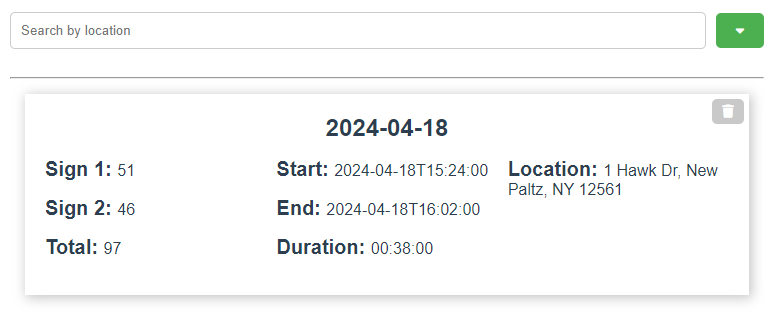 Search by location
2024-04-18
Sign 1: 51
Sign 2: 46
Total: 97
Start: 2024-04-18T15:24:00
End: 2024-04-18T16:02:00
Duration: 00:38:00
Location: 1 Hawk Dr, New
Paltz, NY 12561